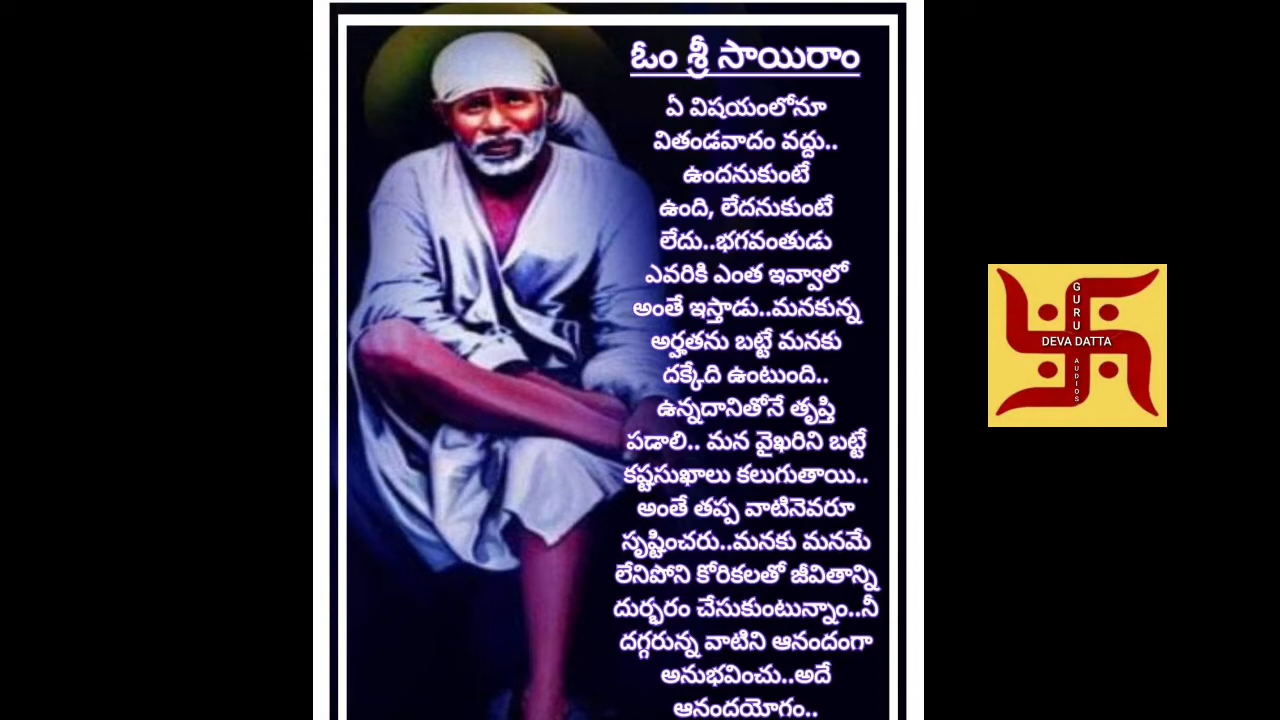 ఓం శ్రీ సాయిరాం
ఏ విషయంలోనూ
వితండవాదం వద్దు..
ఉందనుకుంటే
ఉంది, లేదనుకుంటే
లేదు..భగవంతుడు
ఎవరికి ఎంత ఇవ్వాలో
అంతే ఇస్తాడు..మనకున్న
అర్హతను బట్టే మనకు
దక్కేది ఉంటుంది..
ఉన్నదానితోనే తృప్తి
పడాలి.. మన వైఖరిని బట్టే
కష్టసుఖాలు కలుగుతాయి..
అంతే తప్ప వాటినెవరూ
సృష్టించరు..మనకు మనమే
లేనిపోని కోరికలతో జీవితాన్ని
దుర్భరం చేసుకుంటున్నాం..నీ
దగ్గరున్న వాటిని ఆనందంగా
అనుభవించు..అదే
ఆనందయోగం..
GURU
DEVA DATTA
AUDIOS